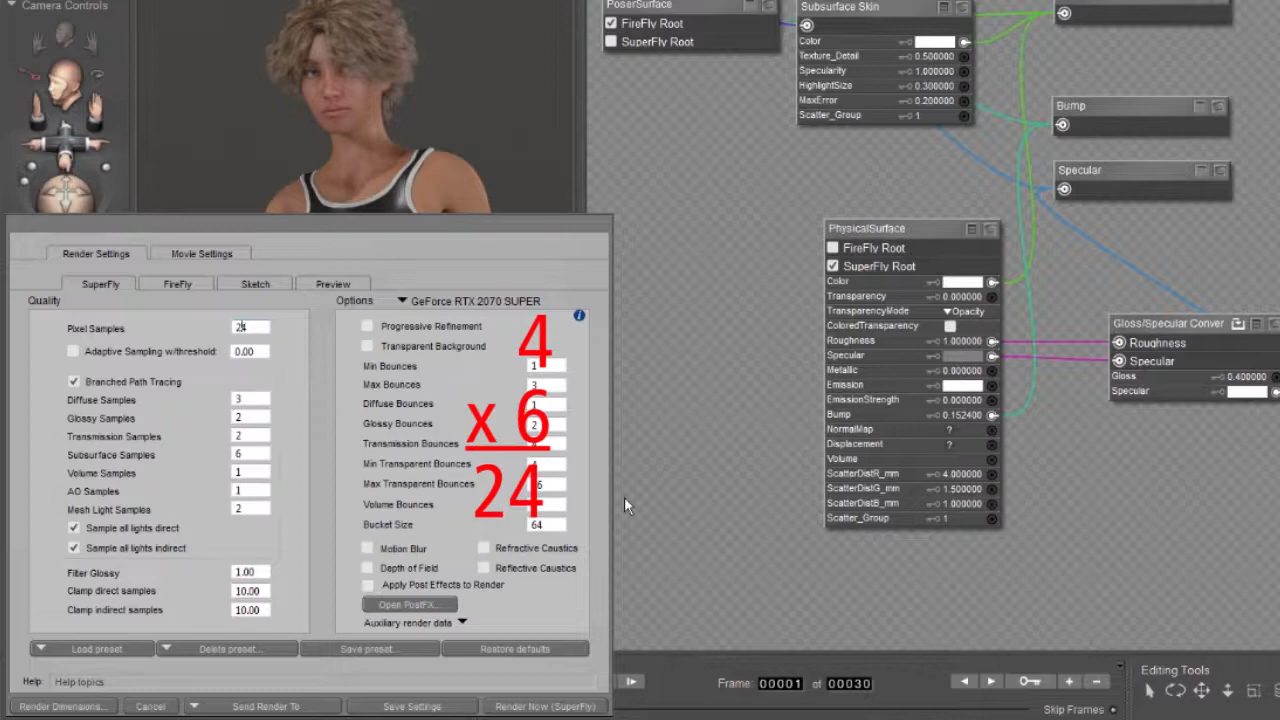 Camera Controls
PoserSurface
FireFly Root
SuperFly Root
Subsurface Skin
Color
Texture_Detail 0.500000
Specularity 1.000000
HighlightSize 0.300000
MaxError 0.200000
Scatter_Group 1
Bump
Specular
PhysicalSurface
FireFly Root
SuperFly Root
Color
Transparency 0.000000
TransparencyMode Opacity
ColoredTransparency
Roughness 1.000000
Specular
Metallic 0.000000
Emission
EmissionStrength 0.000000
Bump 0.152400
NormalMap ?
Displacement ?
Volume
ScatterDistR_mm 4.000000
ScatterDistG_mm 1.500000
ScatterDistB_mm 1.000000
Scatter_Group 1
Gloss/Specular Conver
Roughness
Specular
Gloss 0.400000
Specular
Render Settings Movie Settings
SuperFly FireFly Sketch Preview
Quality
Pixel Samples 24
Adaptive Sampling w/threshold: 0.00
Branched Path Tracing
Diffuse Samples 3
Glossy Samples 2
Transmission Samples 2
Subsurface Samples 6
Volume Samples 1
AO Samples 1
Mesh Light Samples 2
Sample all lights direct
Sample all lights indirect
Filter Glossy 1.00
Clamp direct samples 10.00
Clamp indirect samples 10.00
Options GeForce RTX 2070 SUPER
Progressive Refinement
Transparent Background
Min Bounces 1
Max Bounces 3
Diffuse Bounces 1
Glossy Bounces 2
Transmission Bounces
Min Transparent Bounces
Max Transparent Bounces
Volume Bounces
Bucket Size 64
Motion Blur Refractive Caustics
Depth of Field Reflective Caustics
Apply Post Effects to Render
Open PostFX...
Auxiliary render data
4
x 6
24
Load preset Delete preset... Save preset... Restore defaults
Help: Help topics
Render Dimensions... Cancel Send Render To Save Settings Render Now (SuperFly)
Frame: 00001 of 00030
Skip Frames
Editing Tools